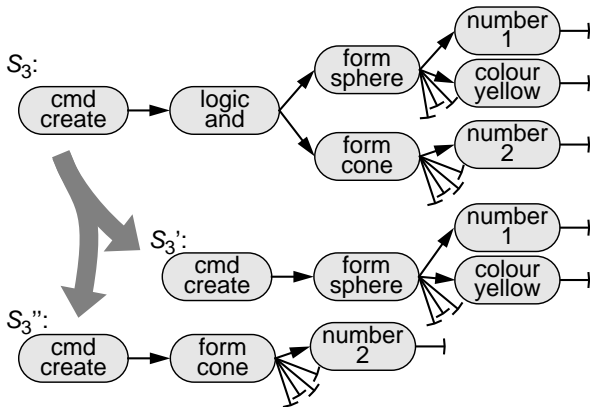 S3:
cmd
create
logic
and
form
sphere
number
1
colour
yellow
form
cone
number
2
S3':
cmd
create
form
sphere
number
1
colour
yellow
S3'':
cmd
create
form
cone
number
2